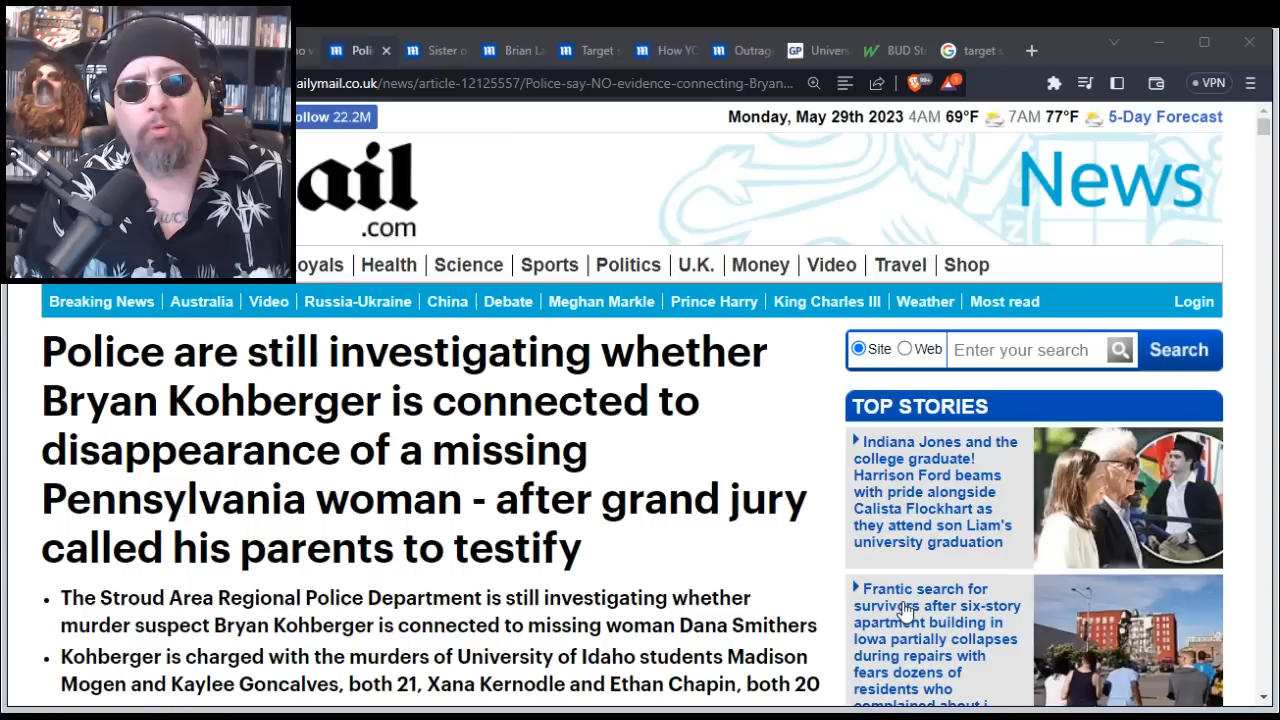 Poli
Sister o
Brian La
Target s
How YO
Outrag
GP Univers
BUD St
target s
ailymail.co.uk/news/article-12125557/Police-say-NO-evidence-connecting-Bryan...
99+
1
VPN
ollow 22.2M
Monday, May 29th 2023 4AM 69°F 7AM 77°F 5-Day Forecast
ail
.com
News
oyals Health Science Sports Politics U.K. Money Video Travel Shop
Breaking News Australia Video Russia-Ukraine China Debate Meghan Markle Prince Harry King Charles III Weather Most read Login
Police are still investigating whether
Bryan Kohberger is connected to
disappearance of a missing
Pennsylvania woman - after grand jury
called his parents to testify
• The Stroud Area Regional Police Department is still investigating whether
murder suspect Bryan Kohberger is connected to missing woman Dana Smithers
• Kohberger is charged with the murders of University of Idaho students Madison
Mogen and Kaylee Goncalves, both 21, Xana Kernodle and Ethan Chapin, both 20
Site Web Enter your search Search
TOP STORIES
Indiana Jones and the
college graduate!
Harrison Ford beams
with pride alongside
Calista Flockhart as
they attend son Liam's
university graduation
Frantic search for
survivors after six-story
apartment building in
Iowa partially collapses
during repairs with
fears dozens of
residents who
complained about i